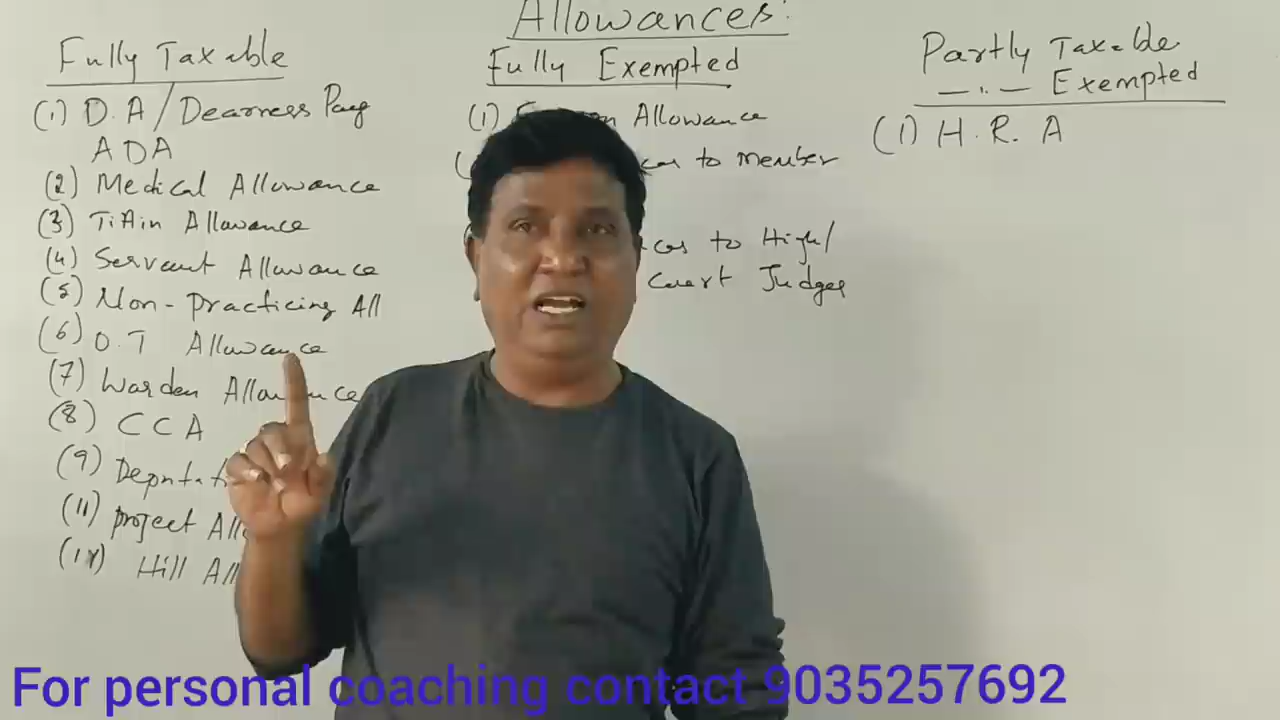 Allowances:
Fully Taxable
(1) D.A / Dearness Pay
ADA
(2) Medical Allowance
(3) Tiffin Allowance
(4) Servant Allowance
(5) Non-practicing All
(6) O.T Allowance
(7) Warden Allowance
(8) CCA
(9)
(11) Project
(12) Hill
Fully Exempted
(1) Allowance
to member
to High/
Court Judges
Partly Taxable
—"— Exempted
(1) H.R.A
For personal coaching contact 9035257692